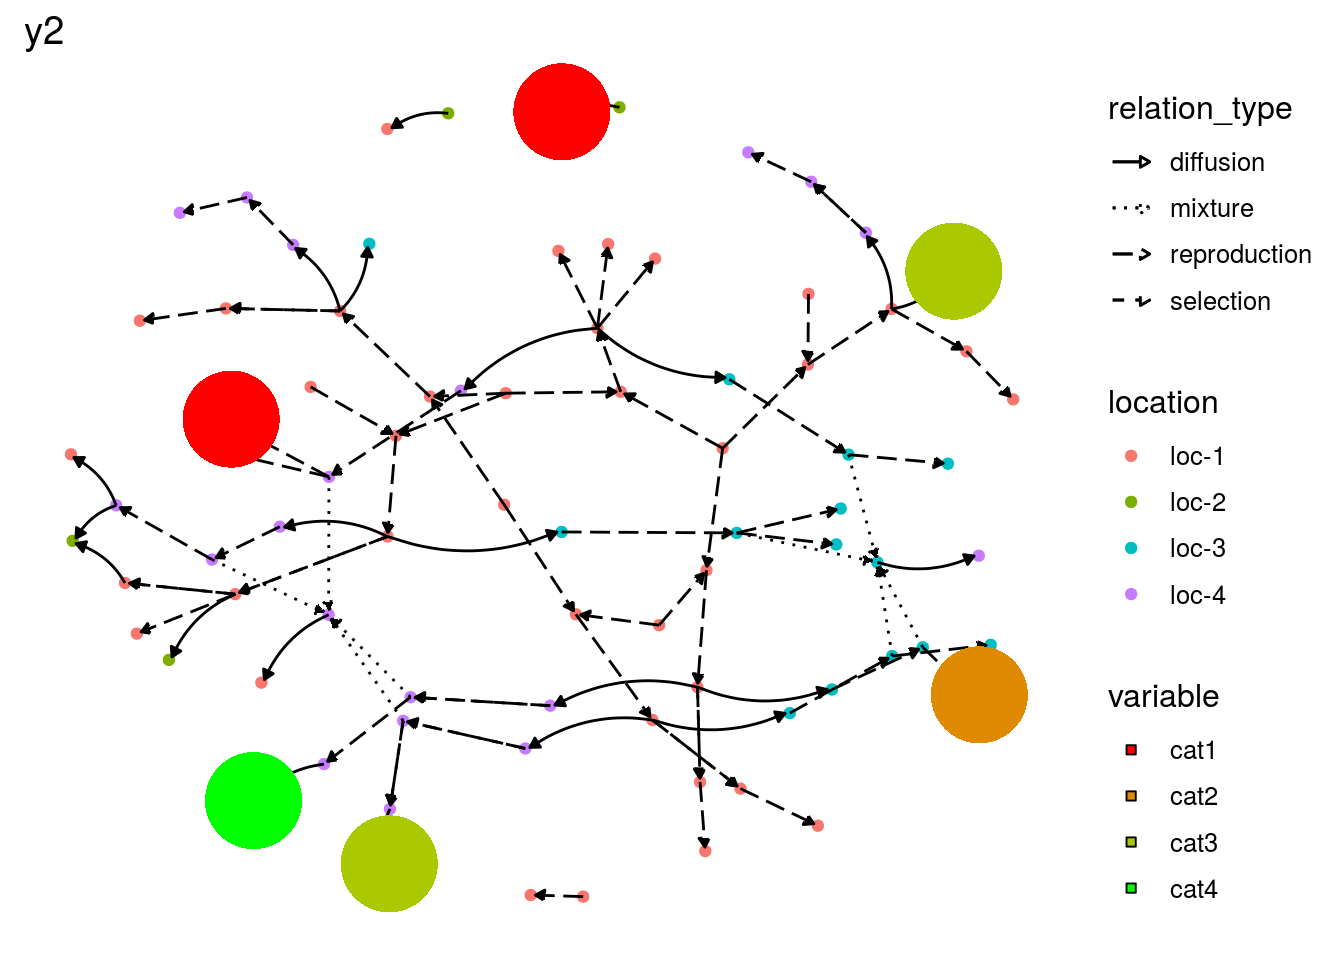 y2
relation_type
diffusion
mixture
reproduction
selection
location
loc-1
loc-2
loc-3
loc-4
variable
cat1
cat2
cat3
cat4